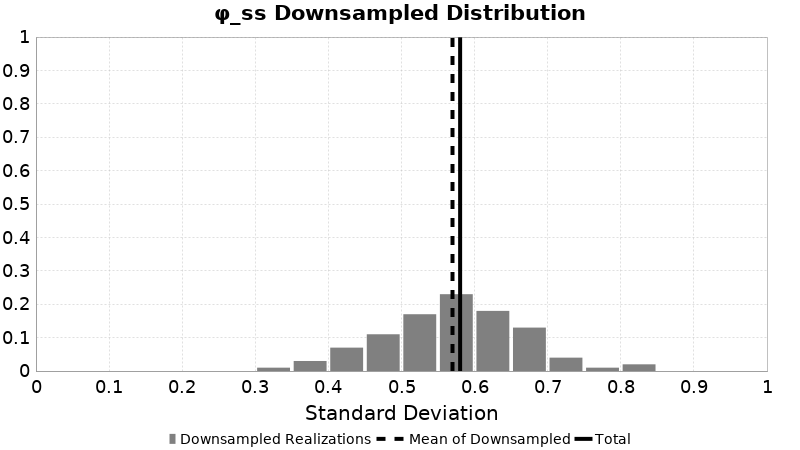 φ_ss Downsampled Distribution
1
0.9
0.8
0.7
0.6
0.5
0.4
0.3
0.2
0.1
0
0 0.1 0.2 0.3 0.4 0.5 0.6 0.7 0.8 0.9 1
Standard Deviation
Downsampled Realizations Mean of Downsampled Total